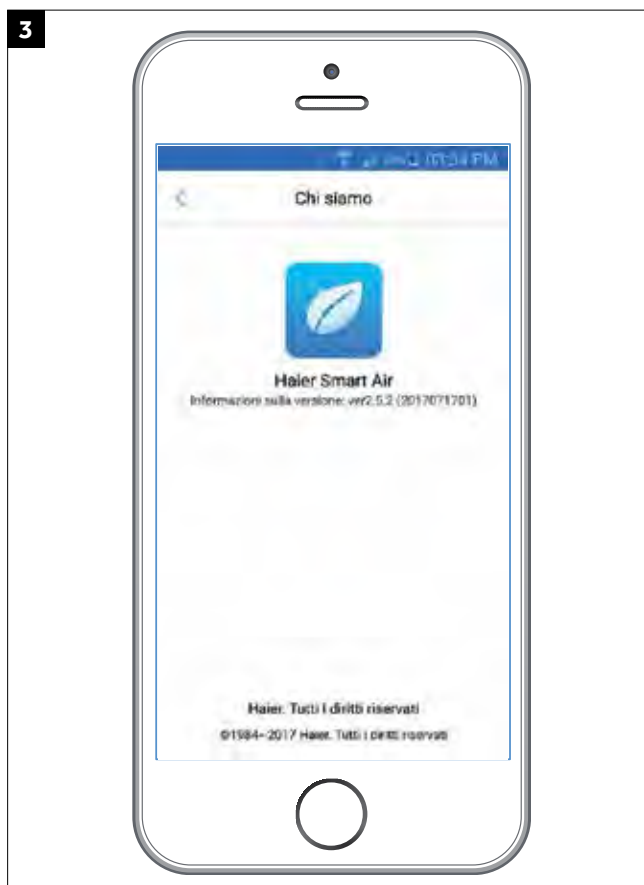 3
03:34 PM
Chi siamo
Haier Smart Air
Informazioni sulla versione: ver2.5.2 (2017071701)
Haier. Tutti I diritti riservati
©1984-2017 Haier. Tutti i diritti riservati